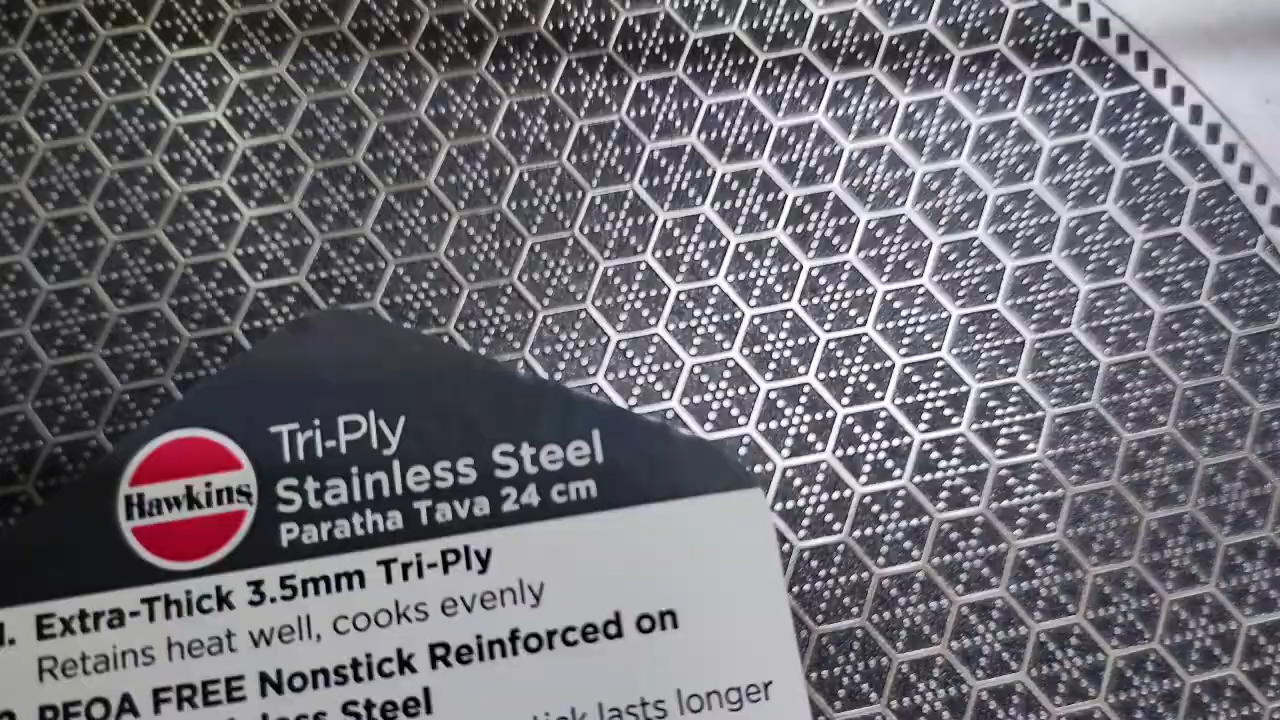 Hawkins
Tri-Ply
Stainless Steel
Paratha Tava 24 cm
1. Extra-Thick 3.5mm Tri-Ply
Retains heat well, cooks evenly
PFOA FREE Nonstick Reinforced on
Steel
lasts longer